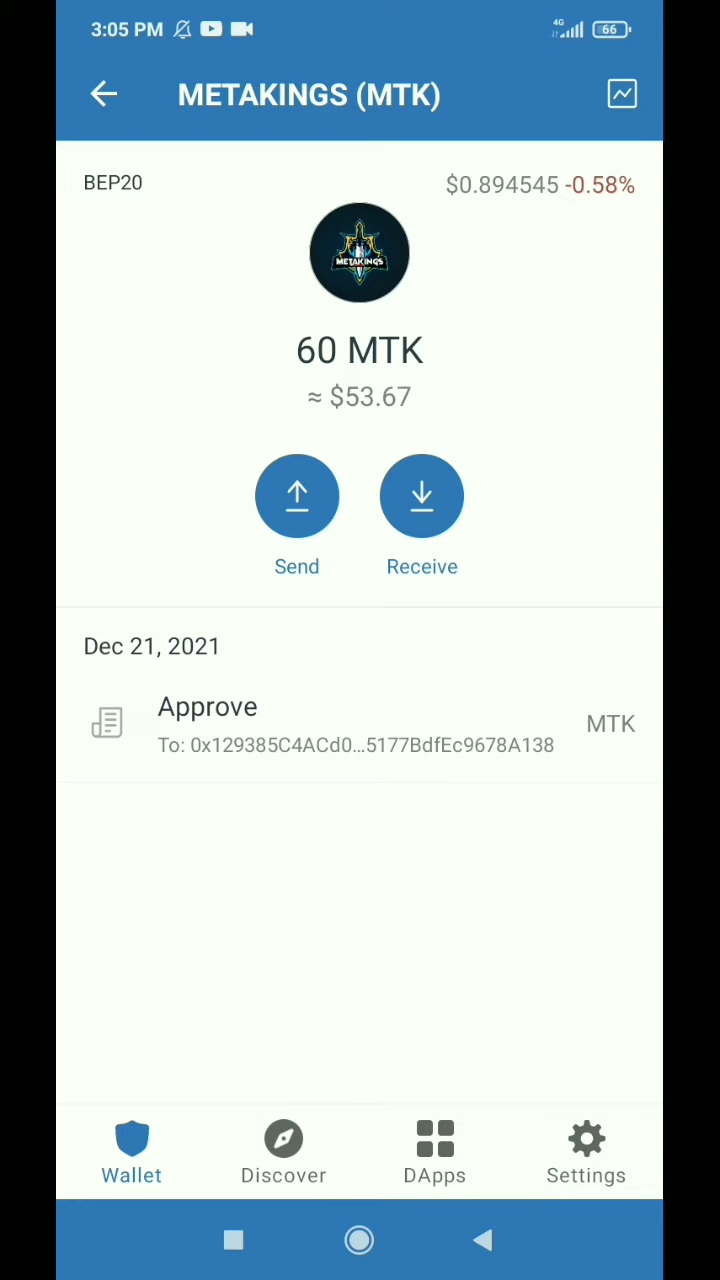 3:05 PM 4G 66
METAKINGS (MTK)
BEP20 $0.894545 -0.58%
METAKINGS
60 MTK
≈ $53.67
Send Receive
Dec 21, 2021
Approve MTK
To: 0x129385C4ACd0...5177BdfEc9678A138
Wallet Discover DApps Settings